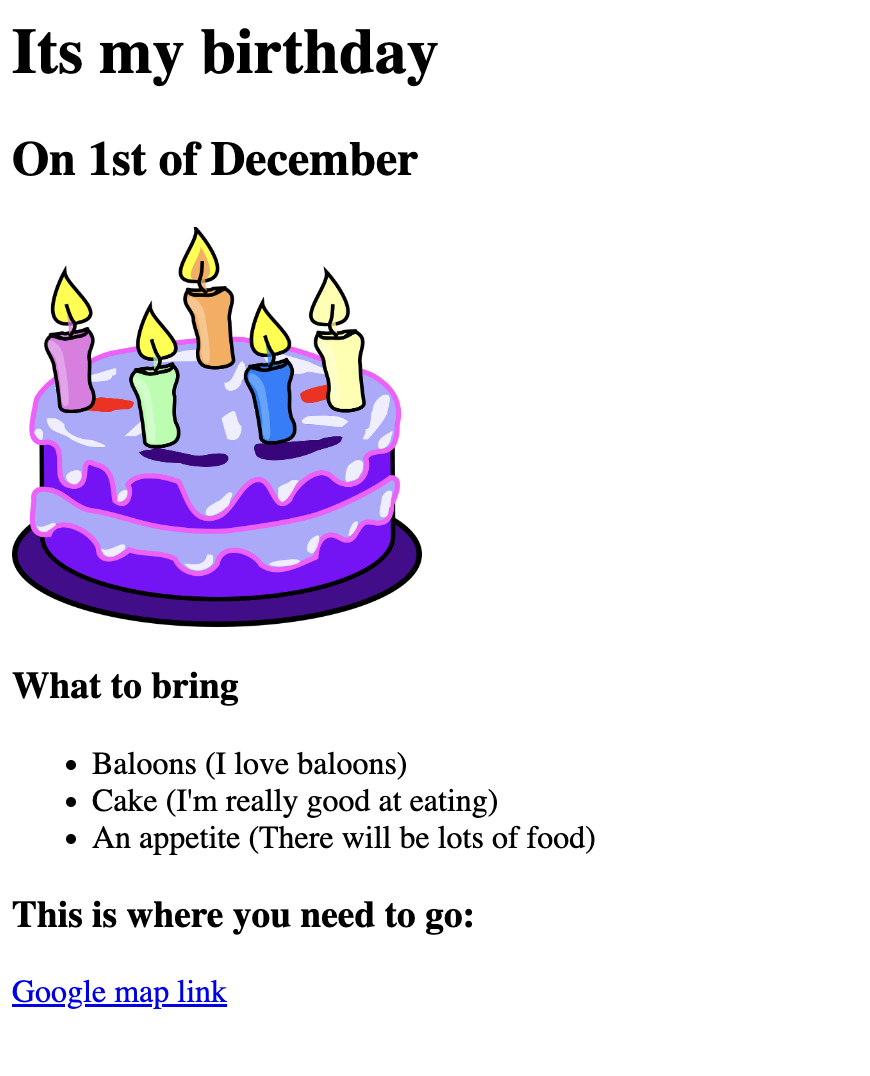 Its my birthday
On 1st of December
What to bring
• Baloons (I love baloons)
• Cake (I'm really good at eating)
• An appetite (There will be lots of food)
This is where you need to go:
Google map link